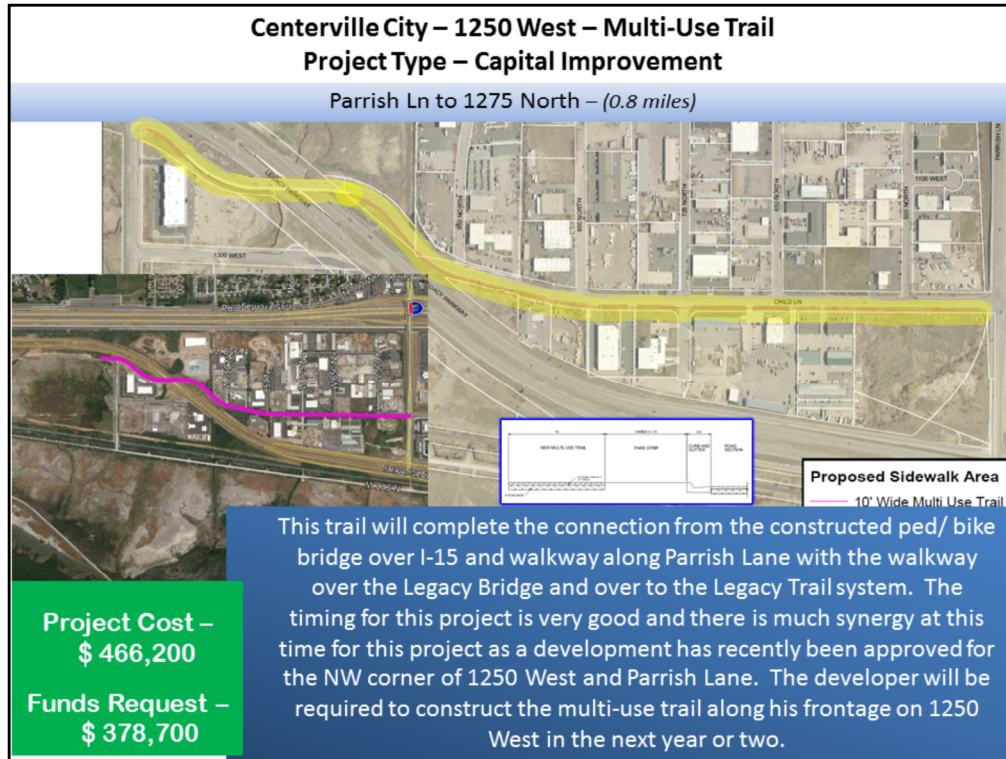 Centerville City – 1250 West – Multi-Use Trail
Project Type – Capital Improvement
Parrish Ln to 1275 North – (0.8 miles)
LEGACY PARKWAY
1300 WEST
PARRISH LN
1100 WEST
CHILD LN
NEW MULTI USE TRAIL
PARK STRIP
CURB AND
GUTTER
ROAD
SECTION
Proposed Sidewalk Area
10' Wide Multi Use Trail
This trail will complete the connection from the constructed ped/ bike
bridge over I-15 and walkway along Parrish Lane with the walkway
over the Legacy Bridge and over to the Legacy Trail system.  The
timing for this project is very good and there is much synergy at this
time for this project as a development has recently been approved for
the NW corner of 1250 West and Parrish Lane.  The developer will be
required to construct the multi-use trail along his frontage on 1250
West in the next year or two.
Project Cost –
$ 466,200
Funds Request –
$ 378,700